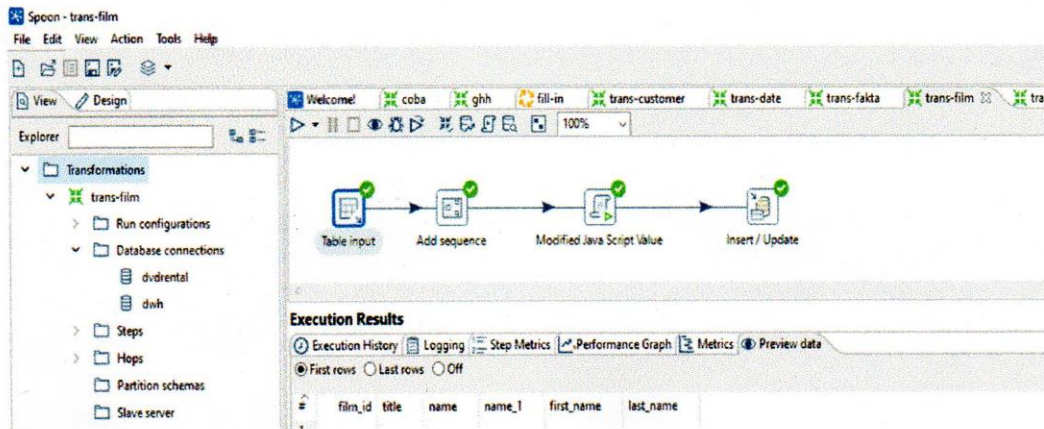 Spoon - trans-film
File Edit View Action Tools Help
View Design
Explorer
Transformations
trans-film
Run configurations
Database connections
dvdrental
dwh
Steps
Hops
Partition schemas
Slave server
Welcome! coba ghh fill-in trans-customer trans-date trans-fakta trans-film tra
100%
Table input Add sequence Modified Java Script Value Insert / Update
Execution Results
Execution History Logging Step Metrics Performance Graph Metrics Preview data
First rows Last rows Off
# film_id title name name_1 first_name last_name